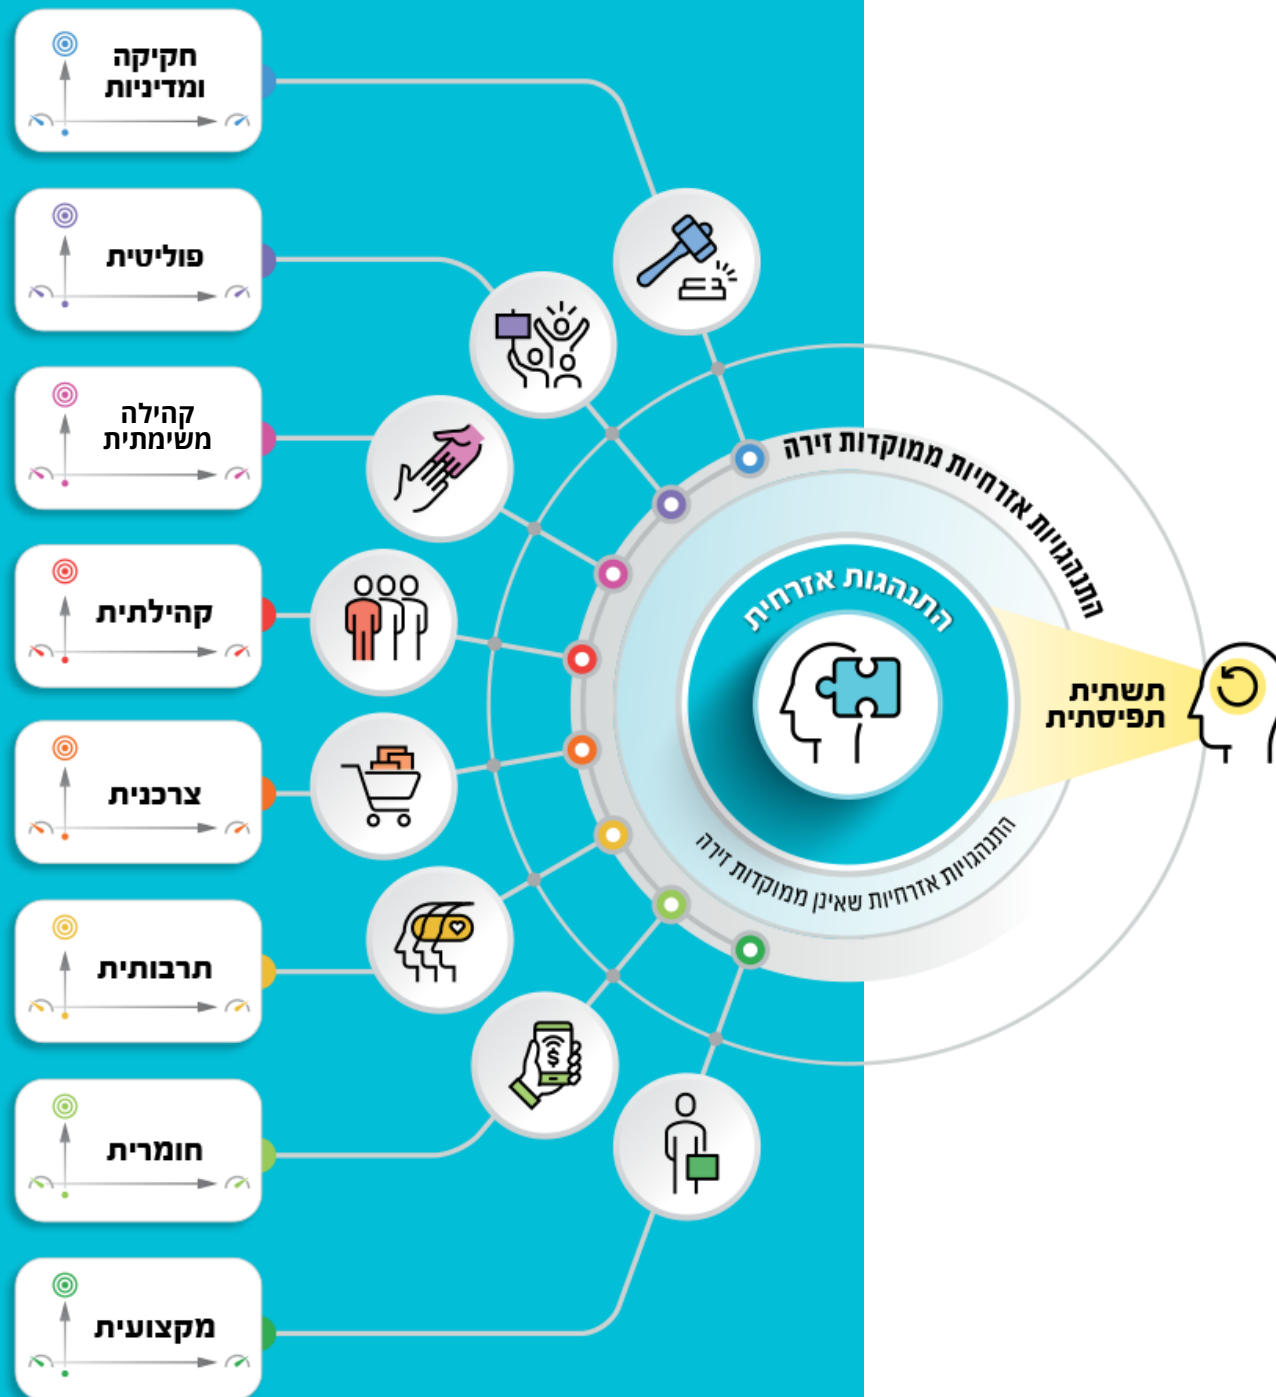 חקיקה
ומדיניות
פוליטית
קהילה
משימתית
קהילתית
צרכנית
תרבותית
חומרית
מקצועית
התנהגויות אזרחיות ממוקדות זירה
התנהגות אזרחית
תשתית
תפיסתית
התנהגויות אזרחיות שאינן ממוקדות זירה
$